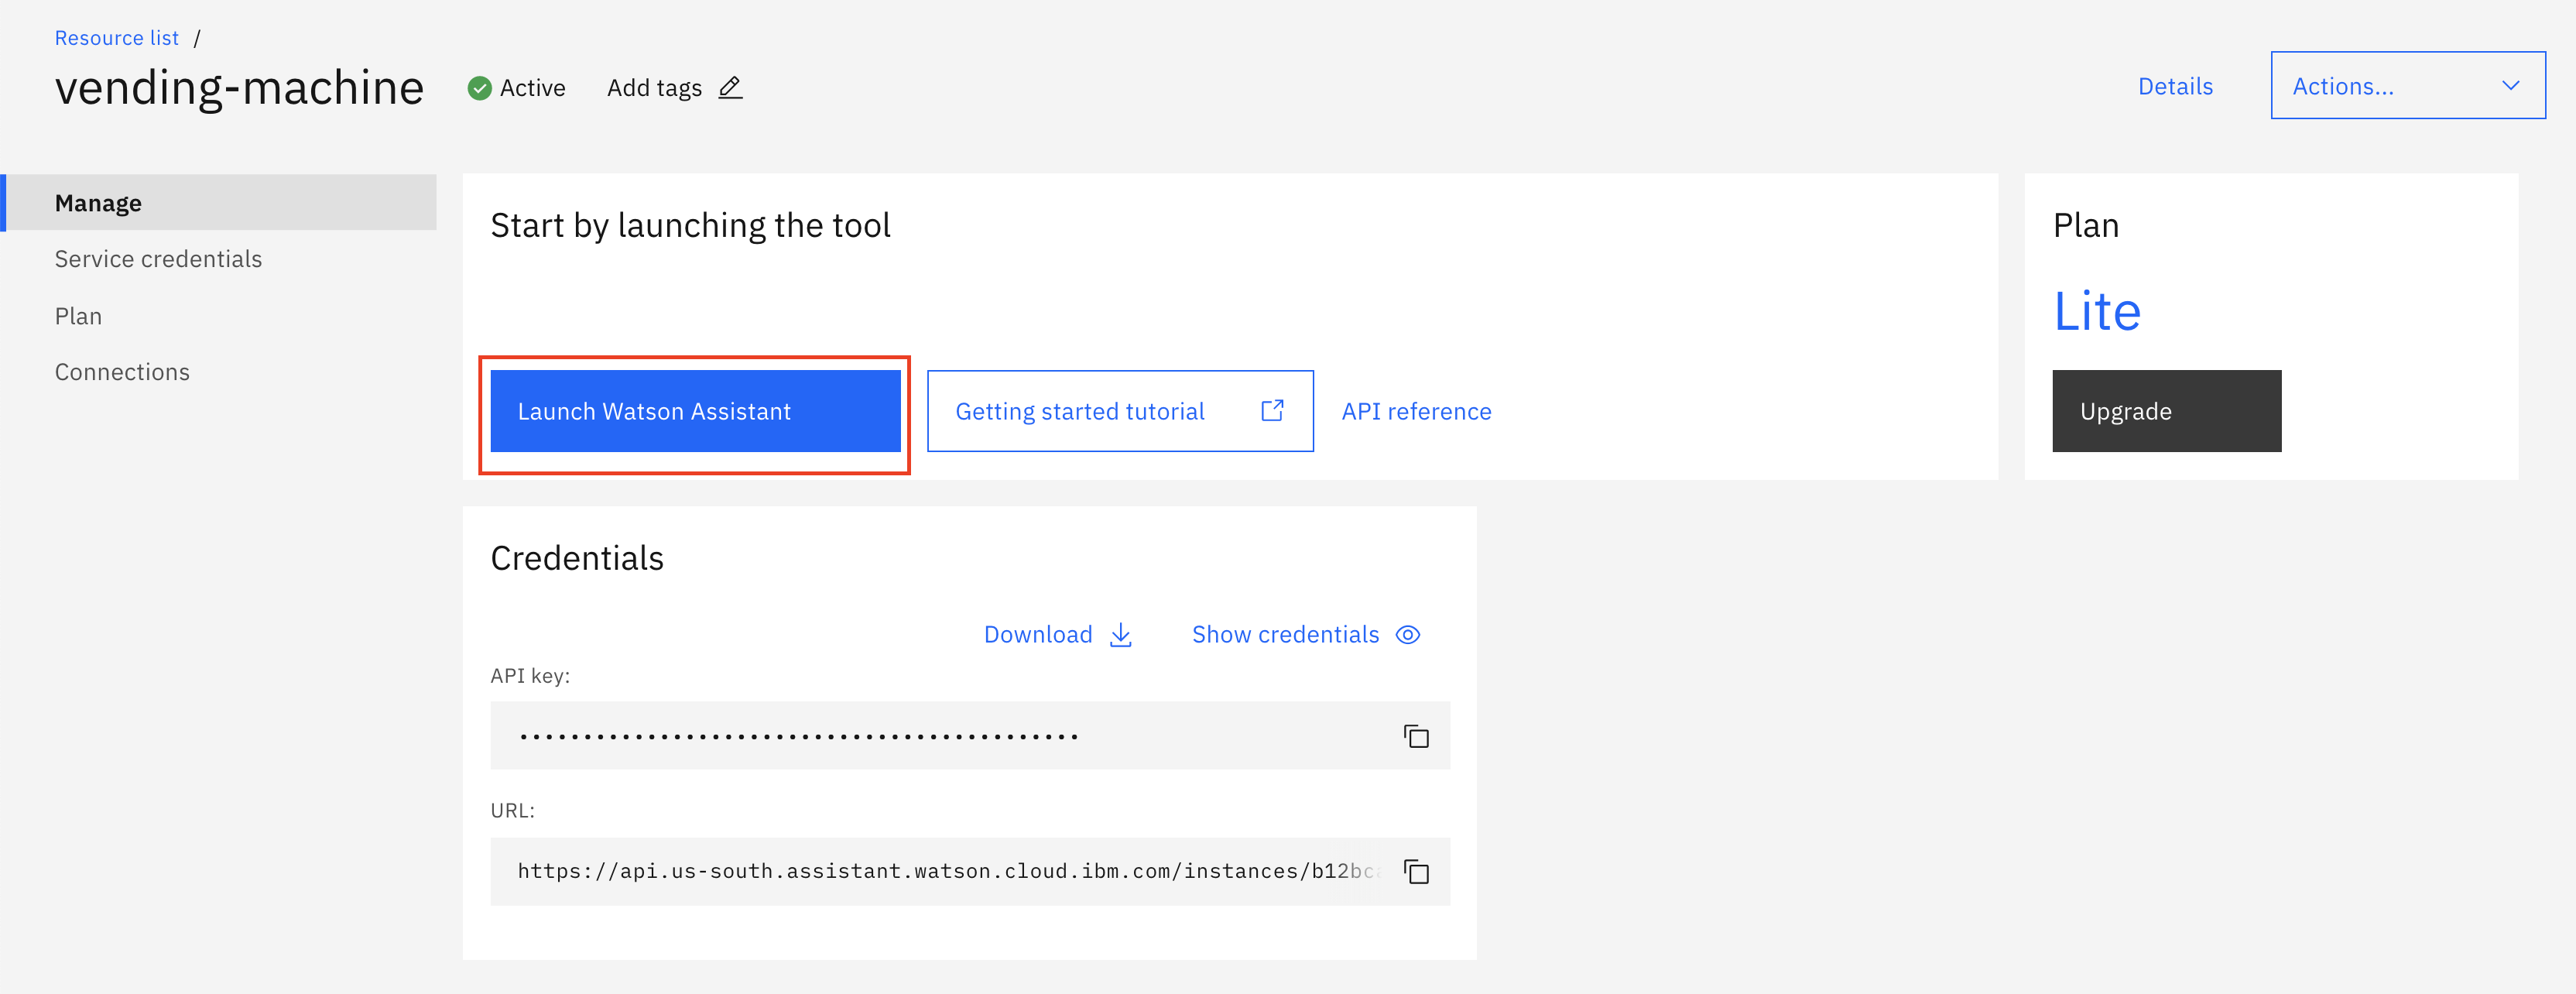 Resource list /
vending-machine
Active
Add tags
Details
Actions...
Manage
Service credentials
Plan
Connections
Start by launching the tool
Launch Watson Assistant
Getting started tutorial
API reference
Plan
Lite
Upgrade
Credentials
Download
Show credentials
API key:
••••••••••••••••••••••••••••••••••••••••••••
URL:
https://api.us-south.assistant.watson.cloud.ibm.com/instances/b12bc